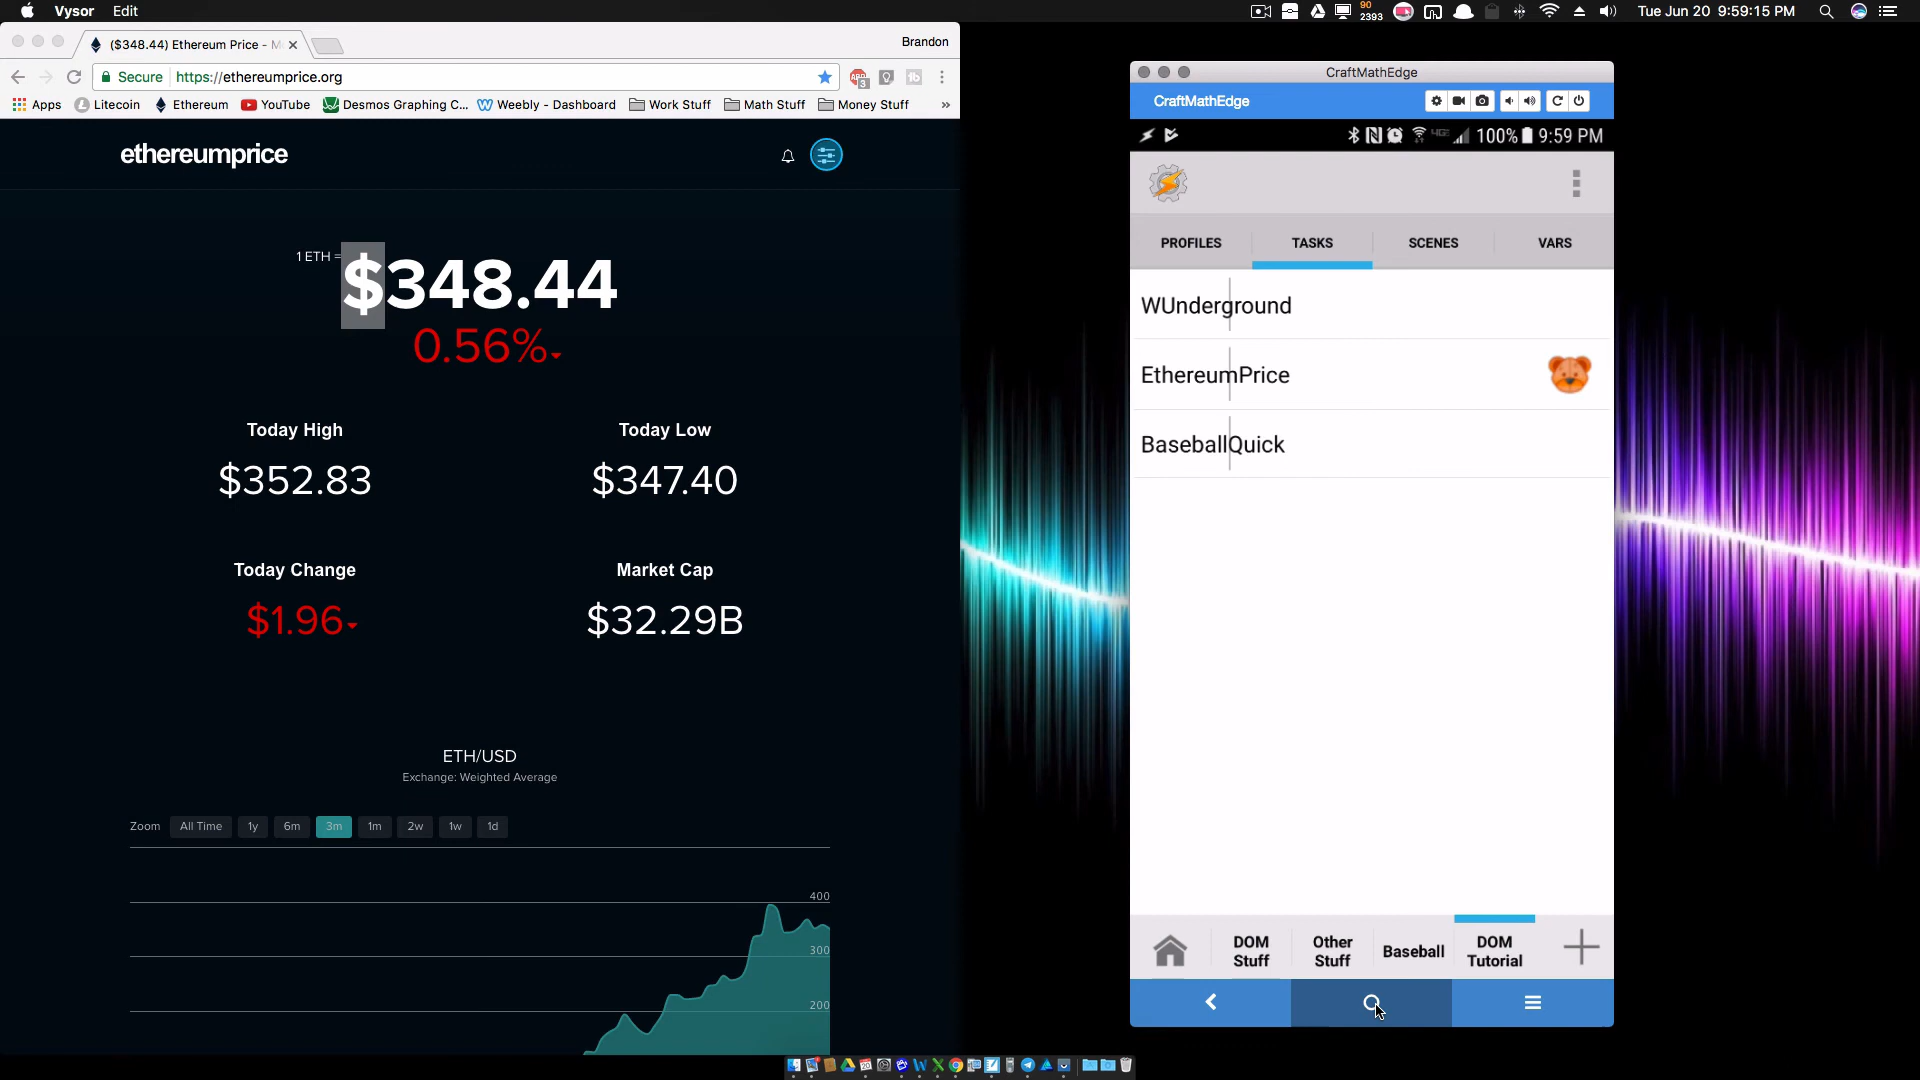 Vysor Edit
90
2393
Tue Jun 20 9:59:15 PM
($348.44) Ethereum Price - M
Brandon
Secure https://ethereumprice.org
Apps Litecoin Ethereum YouTube Desmos Graphing C... Weebly - Dashboard Work Stuff Math Stuff Money Stuff »
ethereumprice
1 ETH =
$348.44
0.56%
Today High
$352.83
Today Low
$347.40
Today Change
$1.96
Market Cap
$32.29B
ETH/USD
Exchange: Weighted Average
Zoom All Time 1y 6m 3m 1m 2w 1w 1d
400
300
200
CraftMathEdge
CraftMathEdge
100% 9:59 PM
PROFILES TASKS SCENES VARS
WUnderground
EthereumPrice
BaseballQuick
DOM Stuff
Other Stuff
Baseball
DOM Tutorial